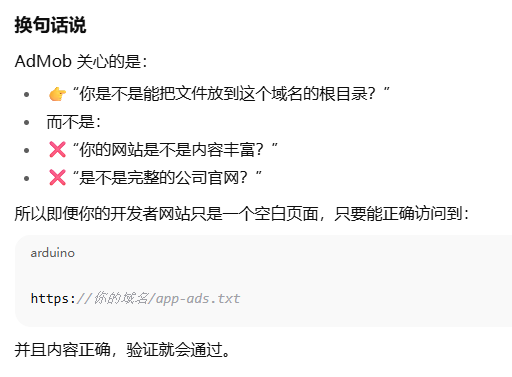 换句话说
AdMob 关心的是：
• 👉“你是不是能把文件放到这个域名的根目录？”
• 而不是：
• ❌“你的网站是不是内容丰富？”
• ❌“是不是完整的公司官网？”
所以即便你的开发者网站只是一个空白页面，只要能正确访问到：
arduino
https://你的域名/app-ads.txt
并且内容正确，验证就会通过。